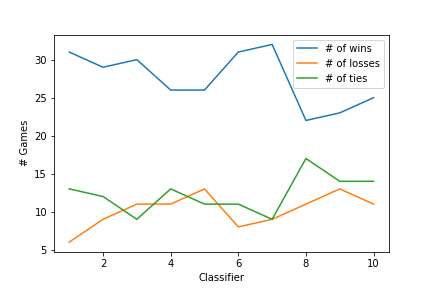 # of wins
# of losses
# of ties
30
25
20
15
10
5
# Games
2 4 6 8 10
Classifier